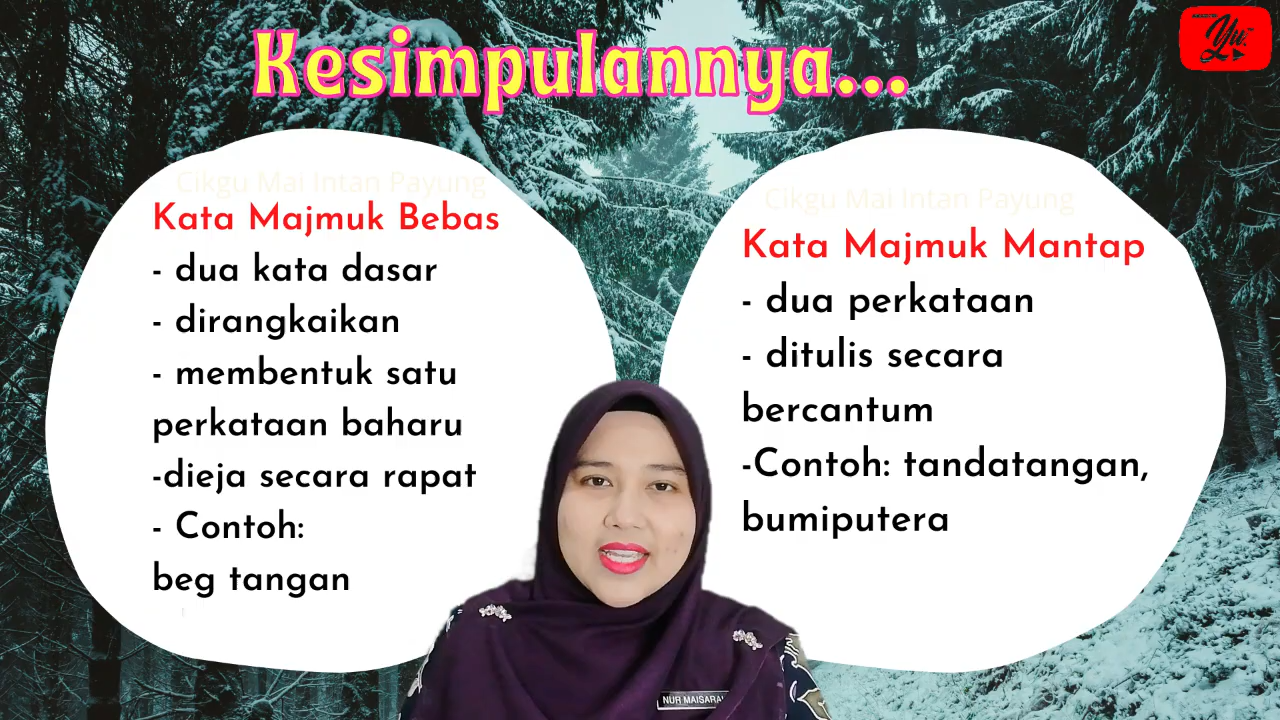 Kesimpulannya...
Cikgu Mai Intan Payung
Kata Majmuk Bebas
- dua kata dasar
- dirangkaikan
- membentuk satu
perkataan baharu
-dieja secara rapat
- Contoh:
beg tangan
Cikgu Mai Intan Payung
Kata Majmuk Mantap
- dua perkataan
- ditulis secara
bercantum
-Contoh: tandatangan,
bumiputera
Yu
NUR MAISARA